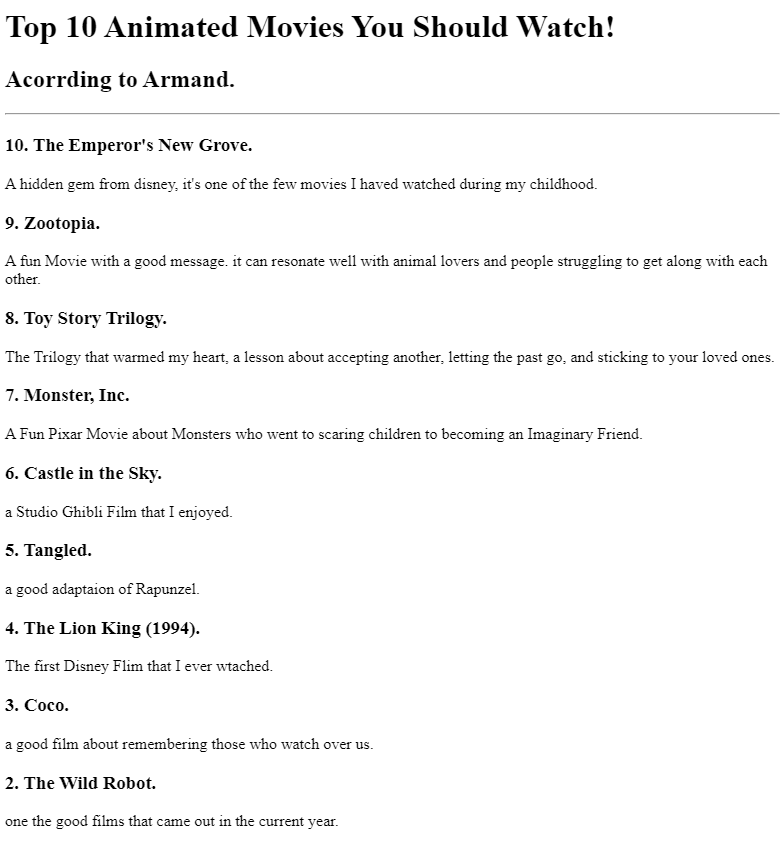 Top 10 Animated Movies You Should Watch!
Acorrding to Armand.
10. The Emperor's New Grove.
A hidden gem from disney, it's one of the few movies I haved watched during my childhood.
9. Zootopia.
A fun Movie with a good message. it can resonate well with animal lovers and people struggling to get along with each
other.
8. Toy Story Trilogy.
The Trilogy that warmed my heart, a lesson about accepting another, letting the past go, and sticking to your loved ones.
7. Monster, Inc.
A Fun Pixar Movie about Monsters who went to scaring children to becoming an Imaginary Friend.
6. Castle in the Sky.
a Studio Ghibli Film that I enjoyed.
5. Tangled.
a good adaptaion of Rapunzel.
4. The Lion King (1994).
The first Disney Flim that I ever wtached.
3. Coco.
a good film about remembering those who watch over us.
2. The Wild Robot.
one the good films that came out in the current year.